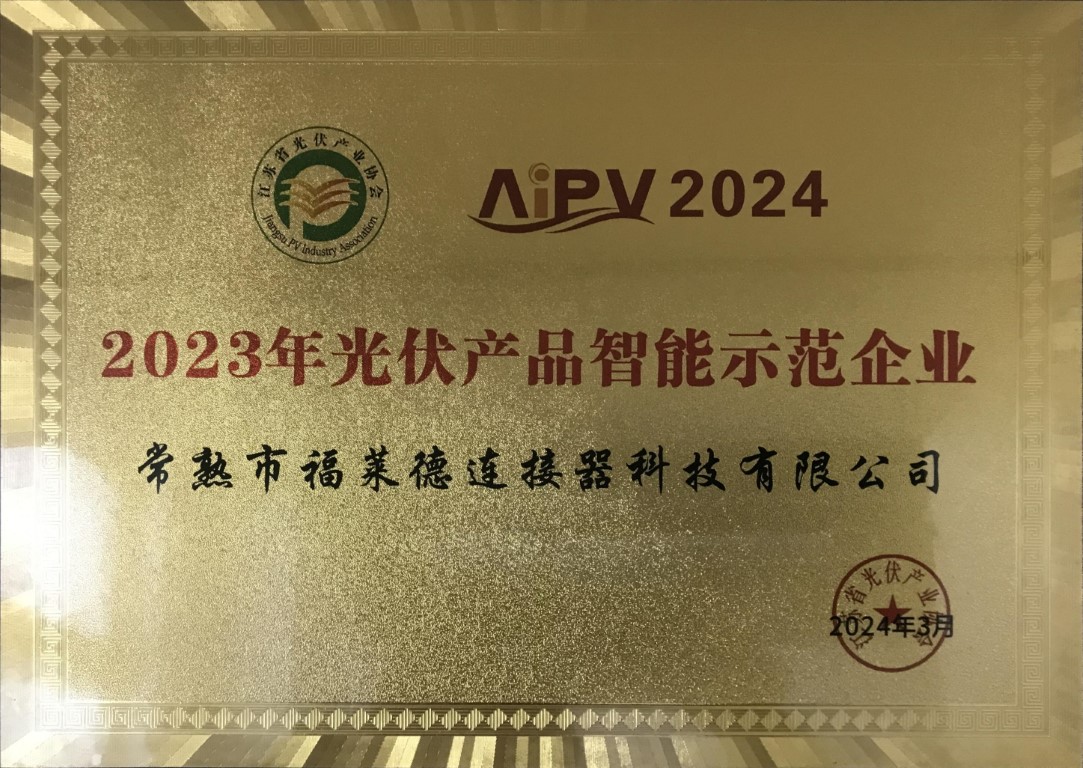 江苏省光伏产业协会
Jiangsu PV Industry Association
AiPV 2024
2023年光伏产品智能示范企业
常熟市福莱德连接器科技有限公司
江苏省光伏产业协会
2024年3月